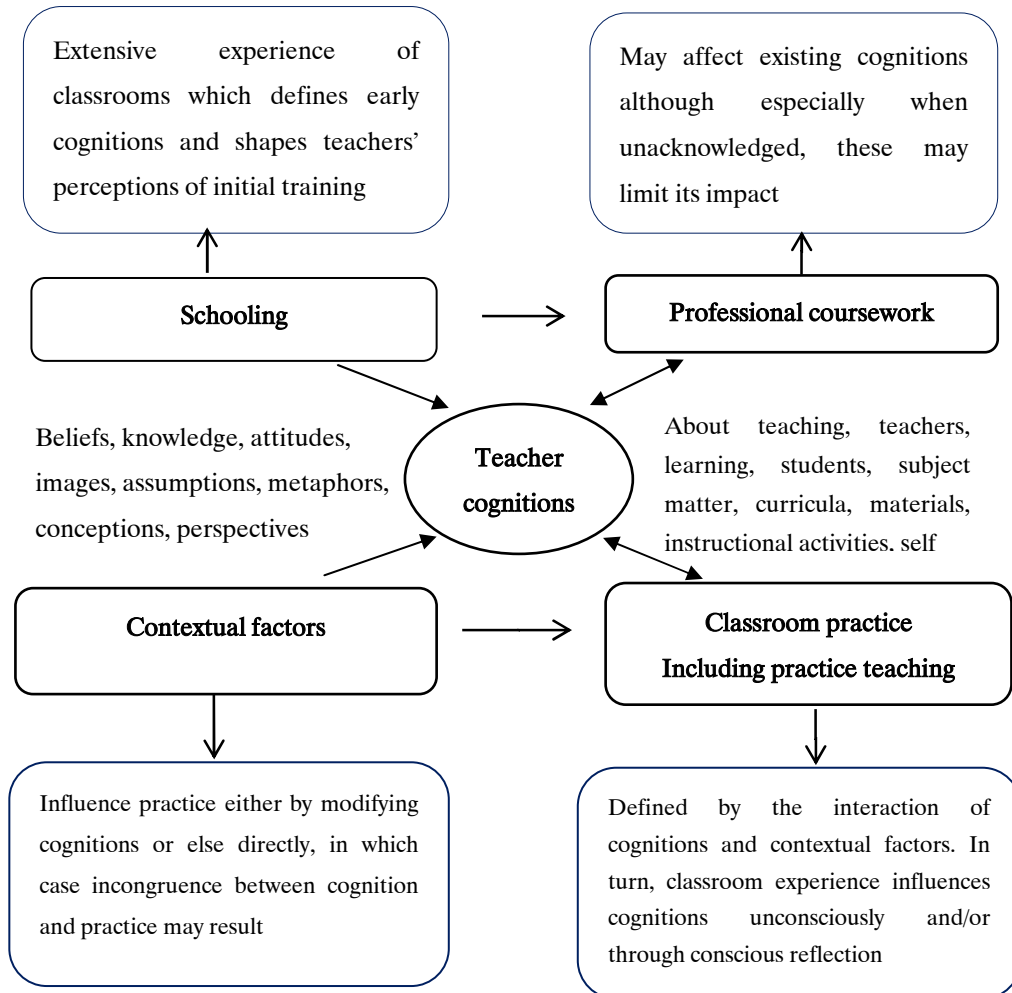 Extensive experience of
classrooms which defines early
cognitions and shapes teachers'
perceptions of initial training
May affect existing cognitions
although especially when
unacknowledged, these may
limit its impact
Schooling
Professional coursework
Beliefs, knowledge, attitudes,
images, assumptions, metaphors,
conceptions, perspectives
Teacher
cognitions
About teaching, teachers,
learning, students, subject
matter, curricula, materials,
instructional activities, self
Contextual factors
Classroom practice
Including practice teaching
Influence practice either by modifying
cognitions or else directly, in which
case incongruence between cognition
and practice may result
Defined by the interaction of
cognitions and contextual factors. In
turn, classroom experience influences
cognitions unconsciously and/or
through conscious reflection